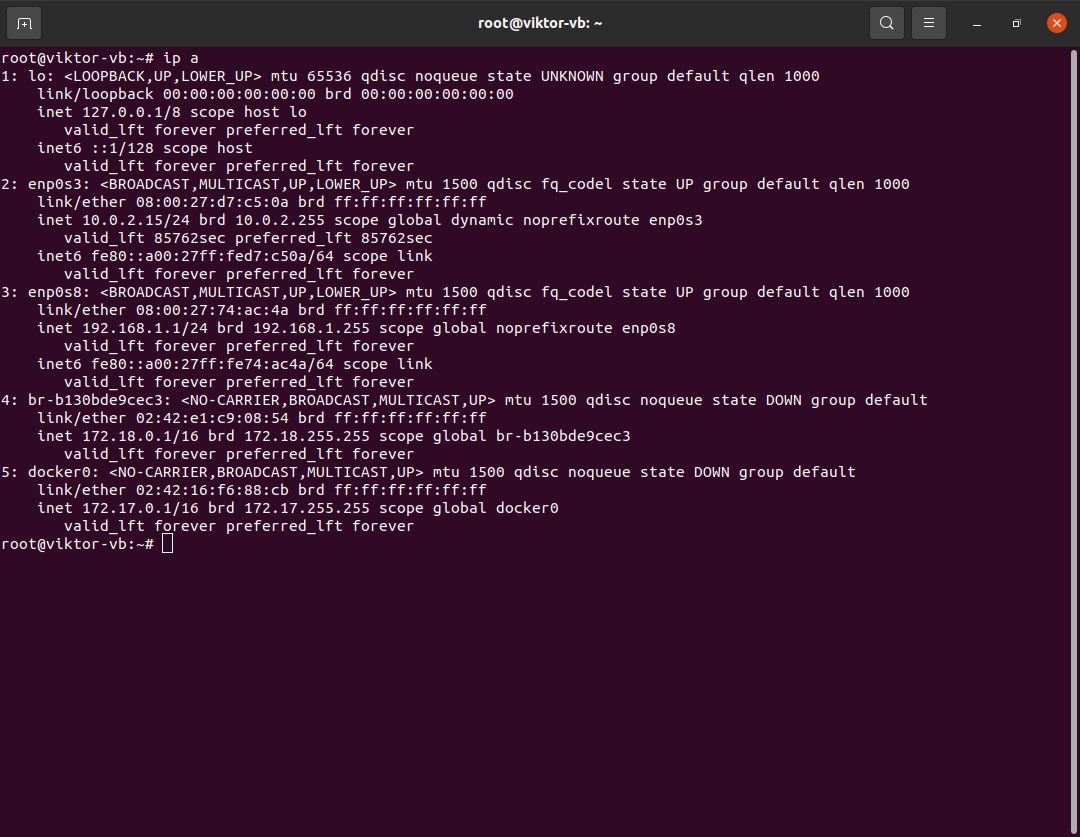 root@viktor-vb: ~
root@viktor-vb:~# ip a
1: lo: <LOOPBACK,UP,LOWER_UP> mtu 65536 qdisc noqueue state UNKNOWN group default qlen 1000
    link/loopback 00:00:00:00:00:00 brd 00:00:00:00:00:00
    inet 127.0.0.1/8 scope host lo
       valid_lft forever preferred_lft forever
    inet6 ::1/128 scope host
       valid_lft forever preferred_lft forever
2: enp0s3: <BROADCAST,MULTICAST,UP,LOWER_UP> mtu 1500 qdisc fq_codel state UP group default qlen 1000
    link/ether 08:00:27:d7:c5:0a brd ff:ff:ff:ff:ff:ff
    inet 10.0.2.15/24 brd 10.0.2.255 scope global dynamic noprefixroute enp0s3
       valid_lft 85762sec preferred_lft 85762sec
    inet6 fe80::a00:27ff:fed7:c50a/64 scope link
       valid_lft forever preferred_lft forever
3: enp0s8: <BROADCAST,MULTICAST,UP,LOWER_UP> mtu 1500 qdisc fq_codel state UP group default qlen 1000
    link/ether 08:00:27:74:ac:4a brd ff:ff:ff:ff:ff:ff
    inet 192.168.1.1/24 brd 192.168.1.255 scope global noprefixroute enp0s8
       valid_lft forever preferred_lft forever
    inet6 fe80::a00:27ff:fe74:ac4a/64 scope link
       valid_lft forever preferred_lft forever
4: br-b130bde9cec3: <NO-CARRIER,BROADCAST,MULTICAST,UP> mtu 1500 qdisc noqueue state DOWN group default
    link/ether 02:42:e1:c9:08:54 brd ff:ff:ff:ff:ff:ff
    inet 172.18.0.1/16 brd 172.18.255.255 scope global br-b130bde9cec3
       valid_lft forever preferred_lft forever
5: docker0: <NO-CARRIER,BROADCAST,MULTICAST,UP> mtu 1500 qdisc noqueue state DOWN group default
    link/ether 02:42:16:f6:88:cb brd ff:ff:ff:ff:ff:ff
    inet 172.17.0.1/16 brd 172.17.255.255 scope global docker0
       valid_lft forever preferred_lft forever
root@viktor-vb:~#